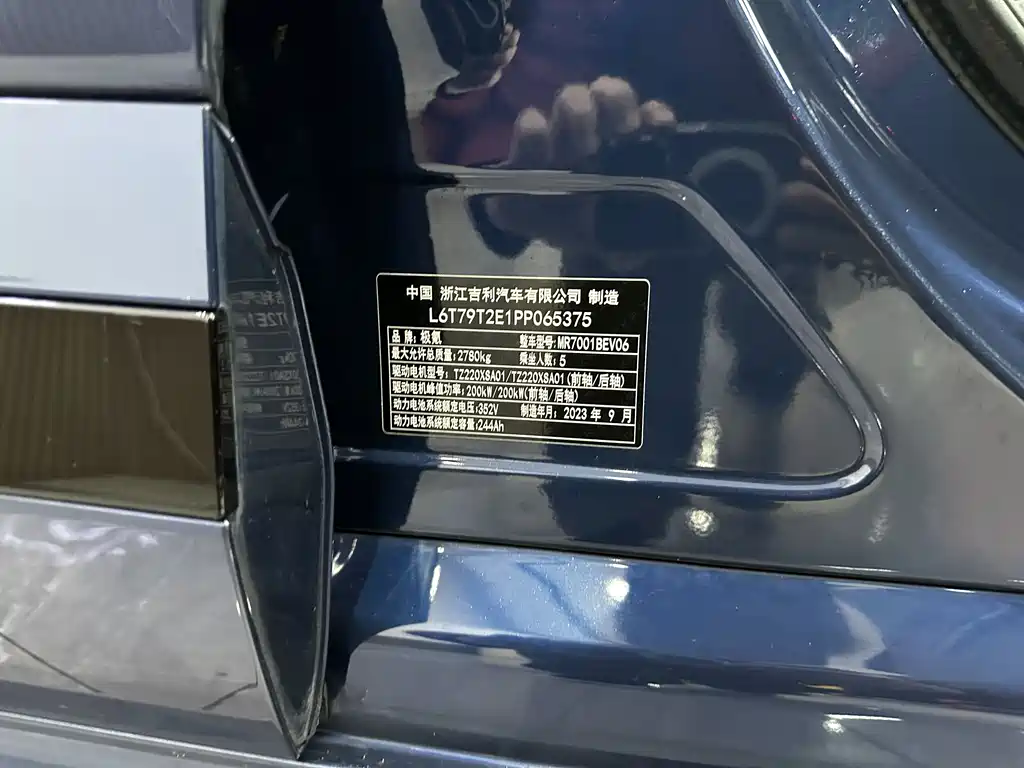 中国 浙江吉利汽车有限公司 制造
L6T79T2E1PP065375
品 牌: 极氪 整车型号: MR7001BEV06
最大允许总质量: 2780kg 乘坐人数: 5
驱动电机型号: TZ220XSA01/TZ220XSA01(前轴/后轴)
驱动电机峰值功率: 200kW/200kW(前轴/后轴)
动力电池系统额定电压: 352V 制造年月: 2023 年 9 月
动力电池系统额定容量: 244Ah